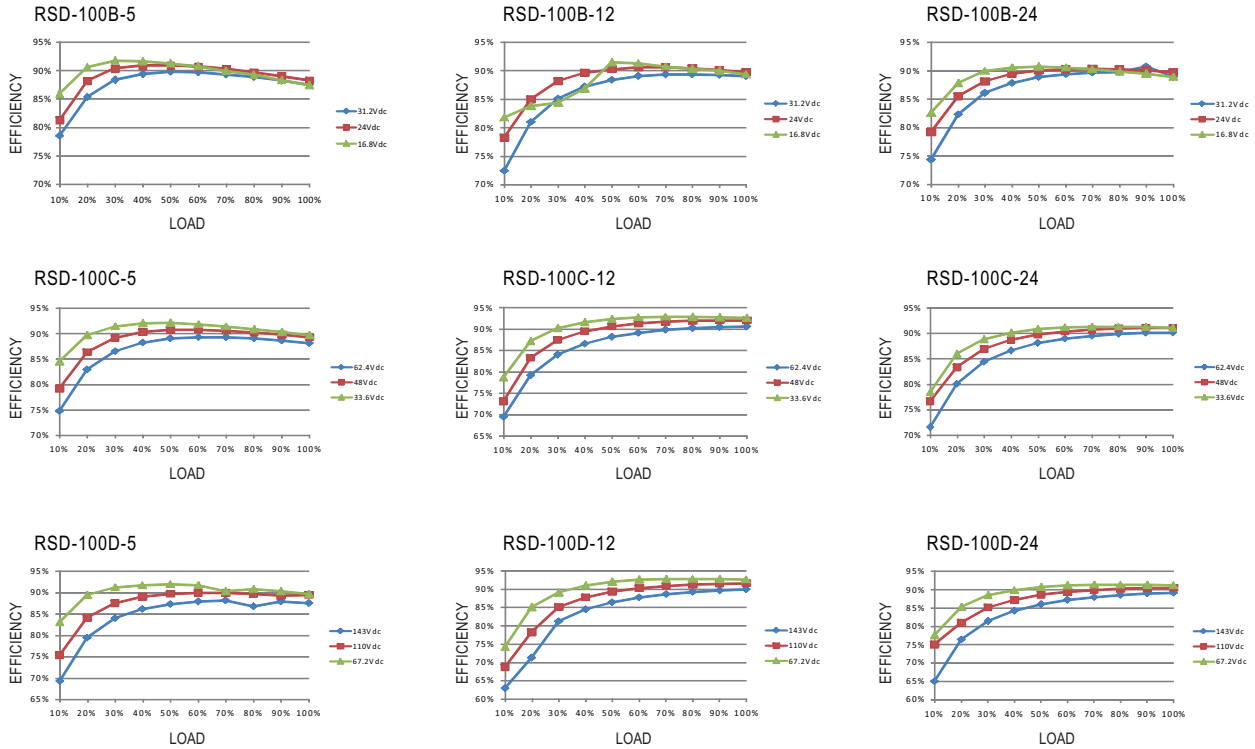 RSD-100B-5
95%
90%
85%
80%
75%
70%
EFFICIENCY
10% 20% 30% 40% 50% 60% 70% 80% 90% 100%
LOAD
31.2Vdc
24Vdc
16.8Vdc
RSD-100B-12
95%
90%
85%
80%
75%
70%
EFFICIENCY
10% 20% 30% 40% 50% 60% 70% 80% 90% 100%
LOAD
31.2Vdc
24Vdc
16.8Vdc
RSD-100B-24
95%
90%
85%
80%
75%
70%
EFFICIENCY
10% 20% 30% 40% 50% 60% 70% 80% 90% 100%
LOAD
31.2Vdc
24Vdc
16.8Vdc
RSD-100C-5
95%
90%
85%
80%
75%
70%
EFFICIENCY
10% 20% 30% 40% 50% 60% 70% 80% 90% 100%
LOAD
62.4Vdc
48Vdc
33.6Vdc
RSD-100C-12
95%
90%
85%
80%
75%
70%
65%
EFFICIENCY
10% 20% 30% 40% 50% 60% 70% 80% 90% 100%
LOAD
62.4Vdc
48Vdc
33.6Vdc
RSD-100C-24
95%
90%
85%
80%
75%
70%
EFFICIENCY
10% 20% 30% 40% 50% 60% 70% 80% 90% 100%
LOAD
62.4Vdc
48Vdc
33.6Vdc
RSD-100D-5
95%
90%
85%
80%
75%
70%
65%
EFFICIENCY
10% 20% 30% 40% 50% 60% 70% 80% 90% 100%
LOAD
143Vdc
110Vdc
67.2Vdc
RSD-100D-12
95%
90%
85%
80%
75%
70%
65%
60%
EFFICIENCY
10% 20% 30% 40% 50% 60% 70% 80% 90% 100%
LOAD
143Vdc
110Vdc
67.2Vdc
RSD-100D-24
95%
90%
85%
80%
75%
70%
65%
60%
EFFICIENCY
10% 20% 30% 40% 50% 60% 70% 80% 90% 100%
LOAD
143Vdc
110Vdc
67.2Vdc